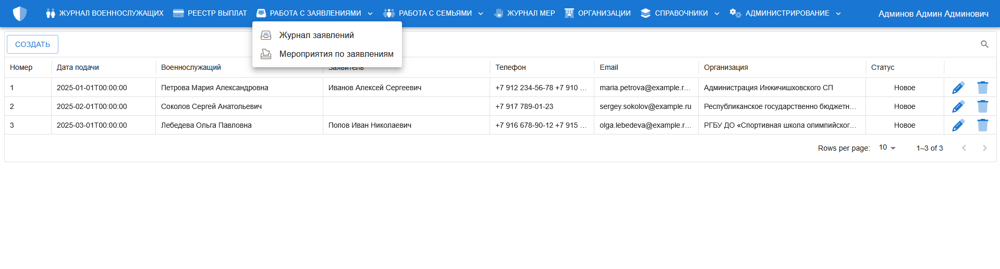 ЖУРНАЛ ВОЕННОСЛУЖАЩИХ РЕЕСТР ВЫПЛАТ РАБОТА С ЗАЯВЛЕНИЯМИ РАБОТА С СЕМЬЯМИ ЖУРНАЛ МЕР ОРГАНИЗАЦИИ СПРАВОЧНИКИ АДМИНИСТРИРОВАНИЕ Админов Админ Админович
Журнал заявлений
Мероприятия по заявлениям
СОЗДАТЬ
Номер Дата подачи Военнослужащий Заявитель Телефон Email Организация Статус
1 2025-01-01T00:00:00 Петрова Мария Александровна Иванов Алексей Сергеевич +7 912 234-56-78 +7 910 … maria.petrova@example.r… Администрация Инжичишховского СП Новое
2 2025-02-01T00:00:00 Соколов Сергей Анатольевич +7 917 789-01-23 sergey.sokolov@example.ru Республиканское государственно бюджетн… Новое
3 2025-03-01T00:00:00 Лебедева Ольга Павловна Попов Иван Николаевич +7 916 678-90-12 +7 915 … olga.lebedeva@example.r… РГБУ ДО «Спортивная школа олимпийског… Новое
Rows per page: 10 1–3 of 3